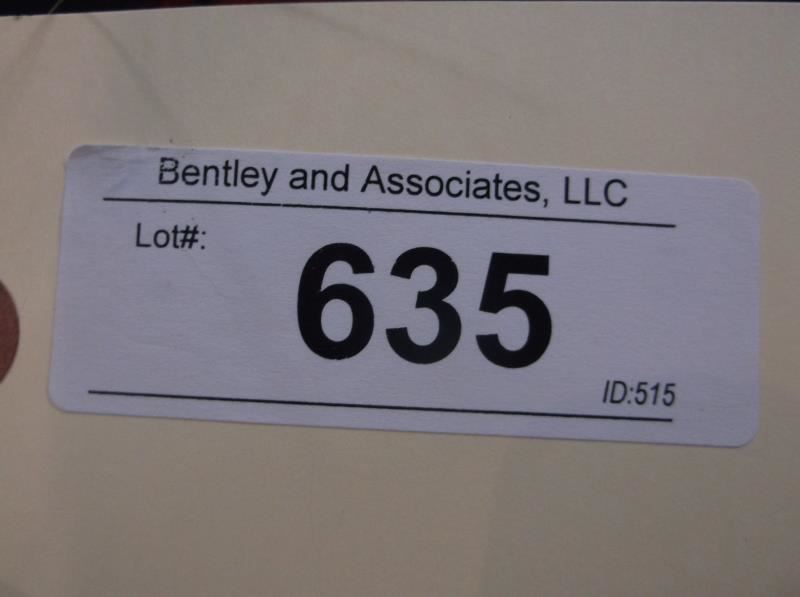 Bentley and Associates, LLC
Lot#:
635
ID:515